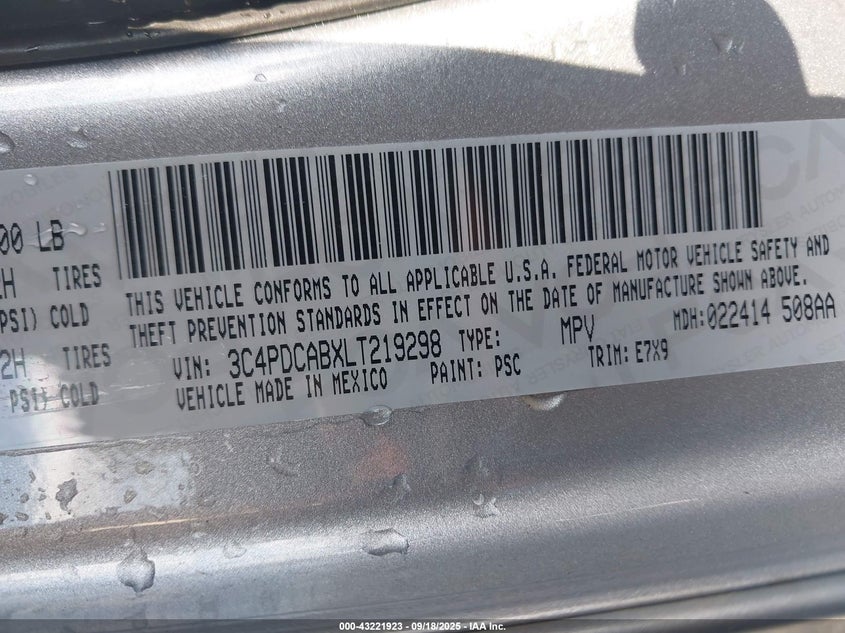 00 LB
2H TIRES
PSI) COLD
2H TIRES
PSI) COLD
THIS VEHICLE CONFORMS TO ALL APPLICABLE U.S.A. FEDERAL MOTOR VEHICLE SAFETY AND
THEFT PREVENTION STANDARDS IN EFFECT ON THE DATE OF MANUFACTURE SHOWN ABOVE.
VIN: 3C4PDCABXLT219298 TYPE: MPV MDH: 022414 508AA
VEHICLE MADE IN MEXICO PAINT: PSC TRIM: E7X9
000-43221923 - 09/18/2025 - IAA Inc.